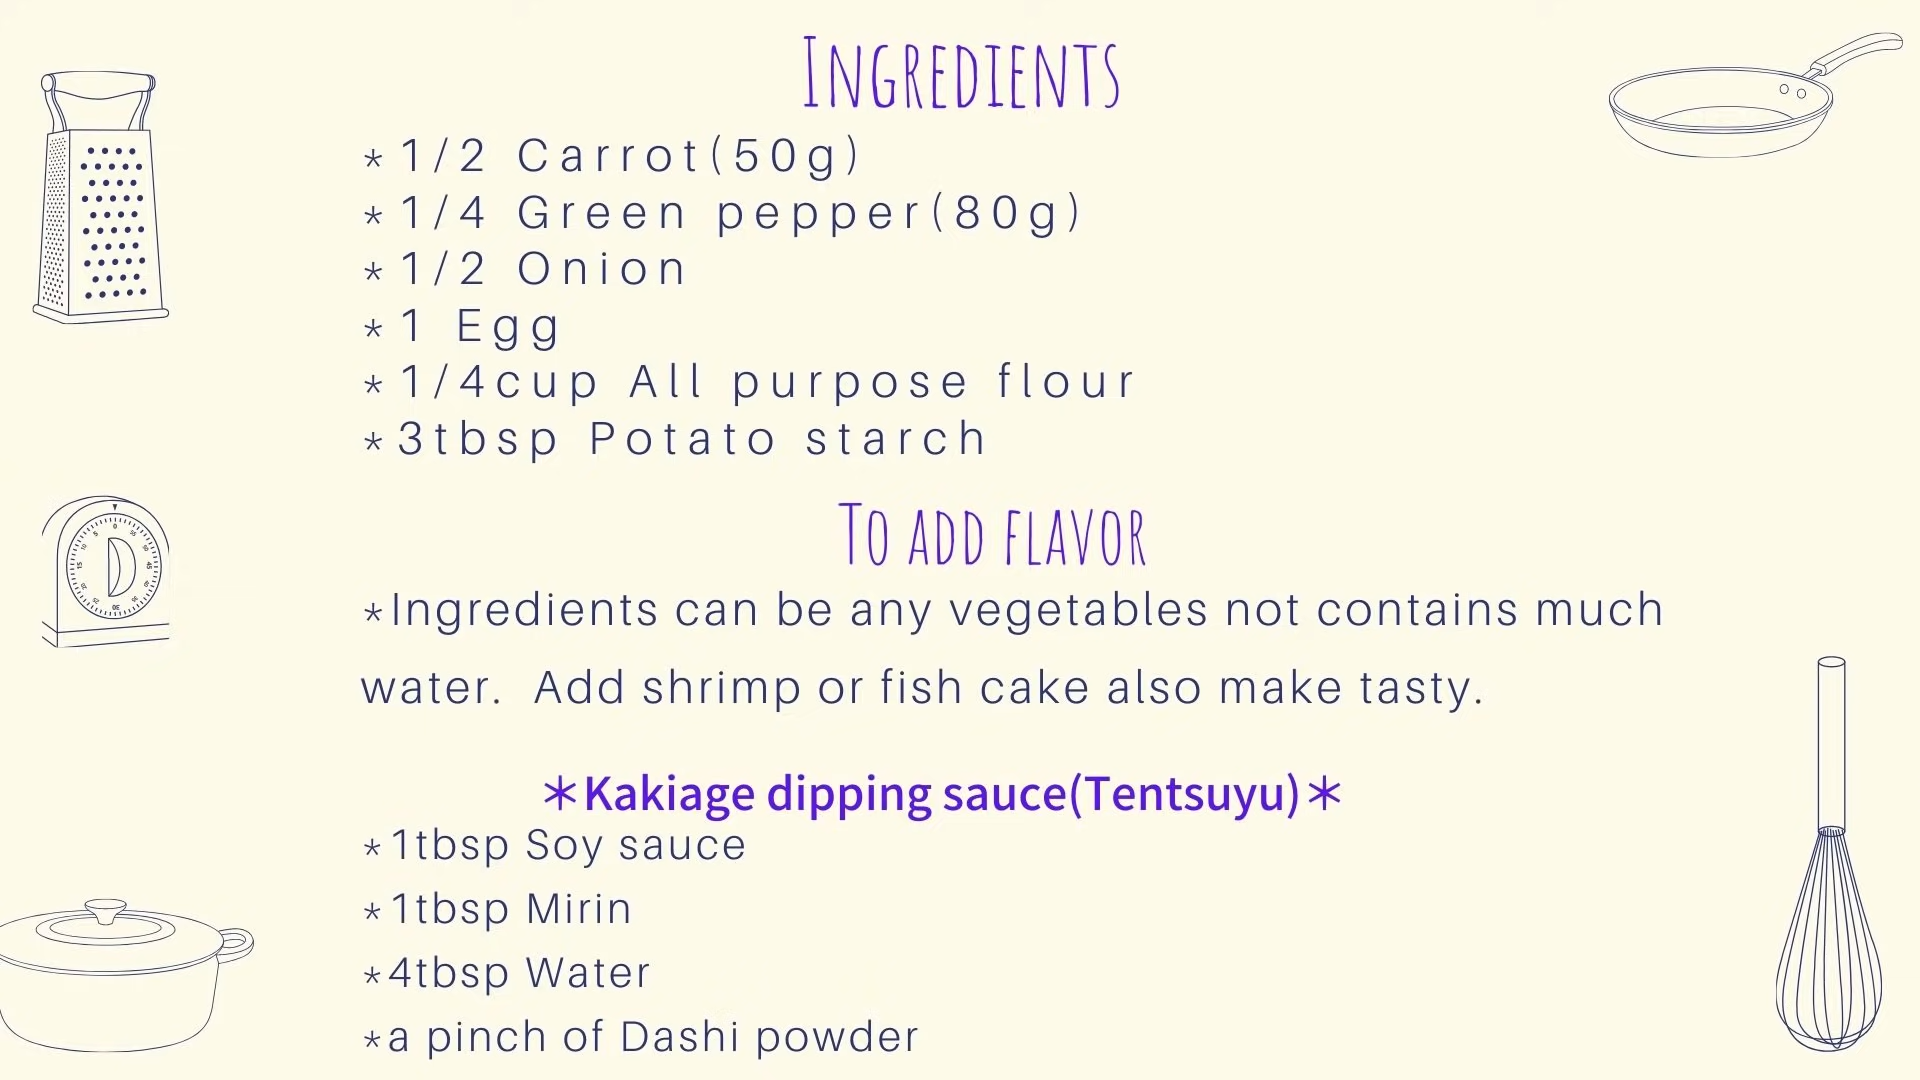 INGREDIENTS
*1/2 Carrot(50g)
*1/4 Green pepper(80g)
*1/2 Onion
*1 Egg
*1/4cup All purpose flour
*3tbsp Potato starch
TO ADD FLAVOR
*Ingredients can be any vegetables not contains much
water.  Add shrimp or fish cake also make tasty.
*Kakiage dipping sauce(Tentsuyu)*
*1tbsp Soy sauce
*1tbsp Mirin
*4tbsp Water
*a pinch of Dashi powder